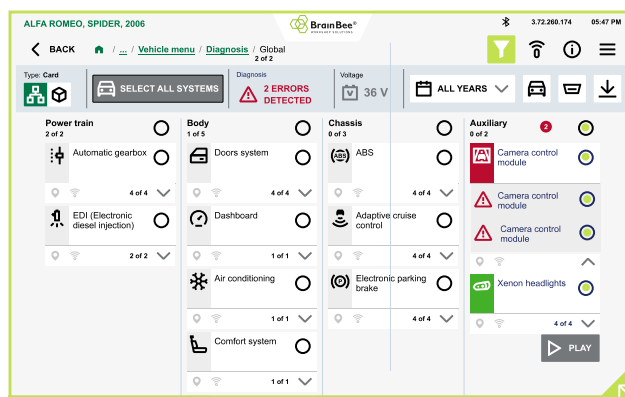 ALFA ROMEO, SPIDER, 2006
BrainBee®
WORKSHOP SOLUTIONS
3.72.260.174 05:47 PM
BACK / ... / Vehicle menu / Diagnosis / Global
2 of 2
Type: Card
SELECT ALL SYSTEMS
Diagnosis
2 ERRORS
DETECTED
Voltage
V 36 V
ALL YEARS
Power train
2 of 2
Body
1 of 5
Chassis
0 of 3
Auxiliary
0 of 2
2
Automatic gearbox
4 of 4
Doors system
4 of 4
ABS
ABS
4 of 4
Camera control
module
Camera control
module
Camera control
module
EDI (Electronic
diesel injection)
2 of 2
Dashboard
1 of 1
Adaptive cruise
control
4 of 4
Air conditioning
1 of 1
P
Electronic parking
brake
4 of 4
Xenon headlights
4 of 4
Comfort system
1 of 1
PLAY